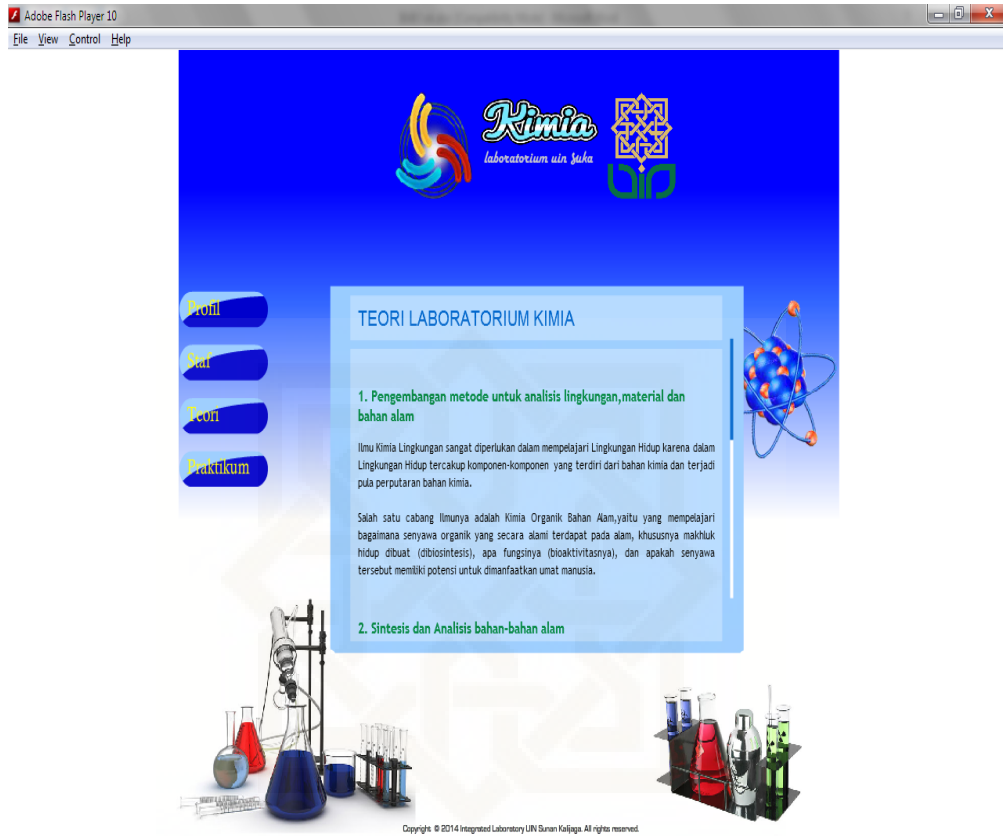 Adobe Flash Player 10
File View Control Help
Kimia
laboratorium uin suka
UIN
Profil
Staf
Teori
Praktikum
TEORI LABORATORIUM KIMIA
1. Pengembangan metode untuk analisis lingkungan,material dan
bahan alam
Ilmu Kimia Lingkungan sangat diperlukan dalam mempelajari Lingkungan Hidup karena dalam
Lingkungan Hidup tercakup komponen-komponen yang terdiri dari bahan kimia dan terjadi
pula perputaran bahan kimia.
Salah satu cabang Ilmunya adalah Kimia Organik Bahan Alam,yaitu yang mempelajari
bagaimana senyawa organik yang secara alami terdapat pada alam, khususnya makhluk
hidup dibuat (dibiosintesis), apa fungsinya (bioaktivitasnya), dan apakah senyawa
tersebut memiliki potensi untuk dimanfaatkan umat manusia.
2. Sintesis dan Analisis bahan-bahan alam
Copyright © 2014 Integrated Laboratory UIN Sunan Kalijaga. All rights reserved.